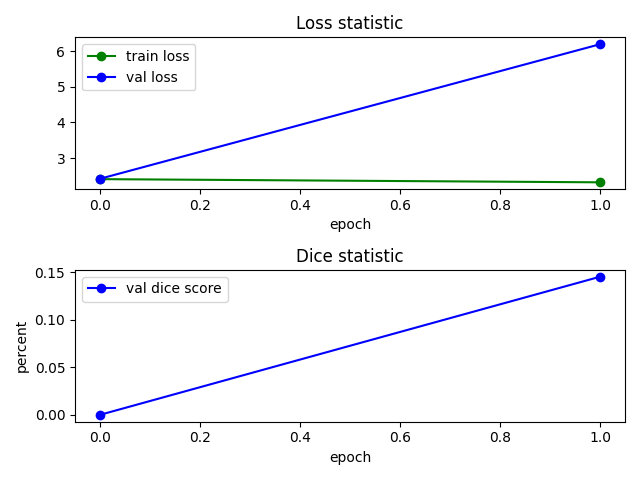 Loss statistic
6
5
4
3
train loss
val loss
0.0 0.2 0.4 0.6 0.8 1.0
epoch
Dice statistic
0.15
0.10
0.05
0.00
percent
val dice score
0.0 0.2 0.4 0.6 0.8 1.0
epoch